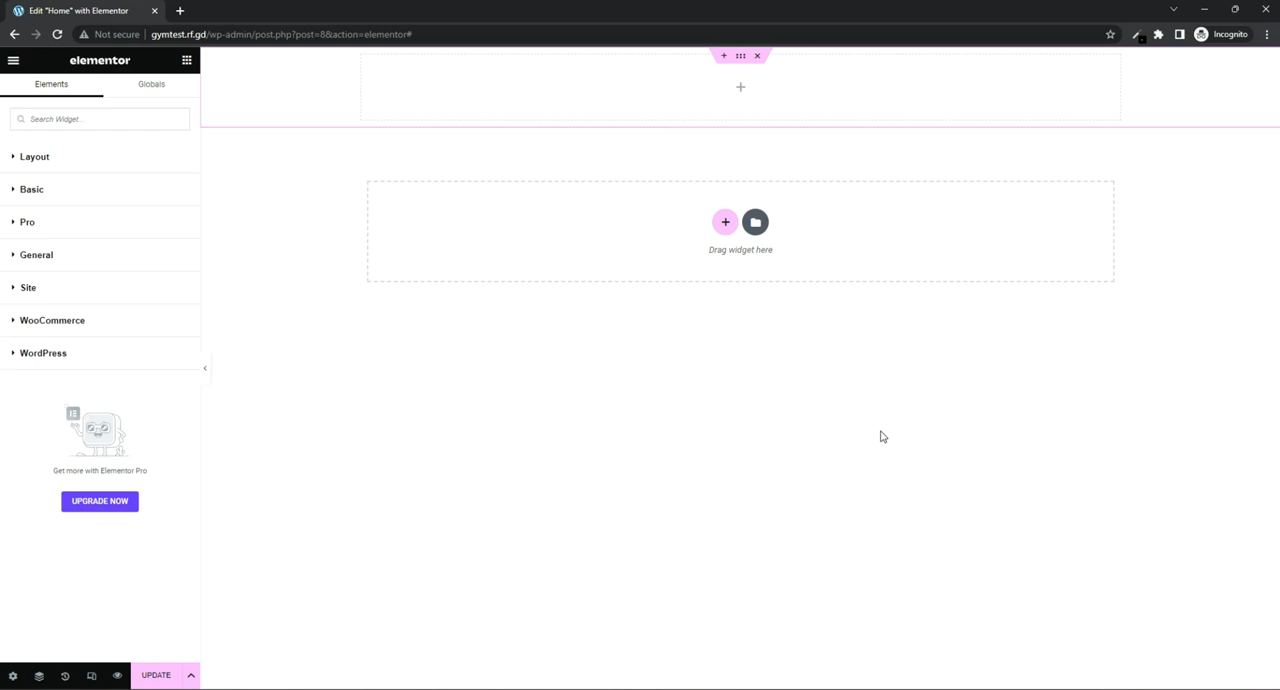 Edit "Home" with Elementor
Not secure gymtest.rf.gd/wp-admin/post.php?post=8&action=elementor#
Incognito
elementor
Elements Globals
Search Widget...
Layout
Basic
Pro
General
Site
WooCommerce
WordPress
Get more with Elementor Pro
UPGRADE NOW
UPDATE
Drag widget here